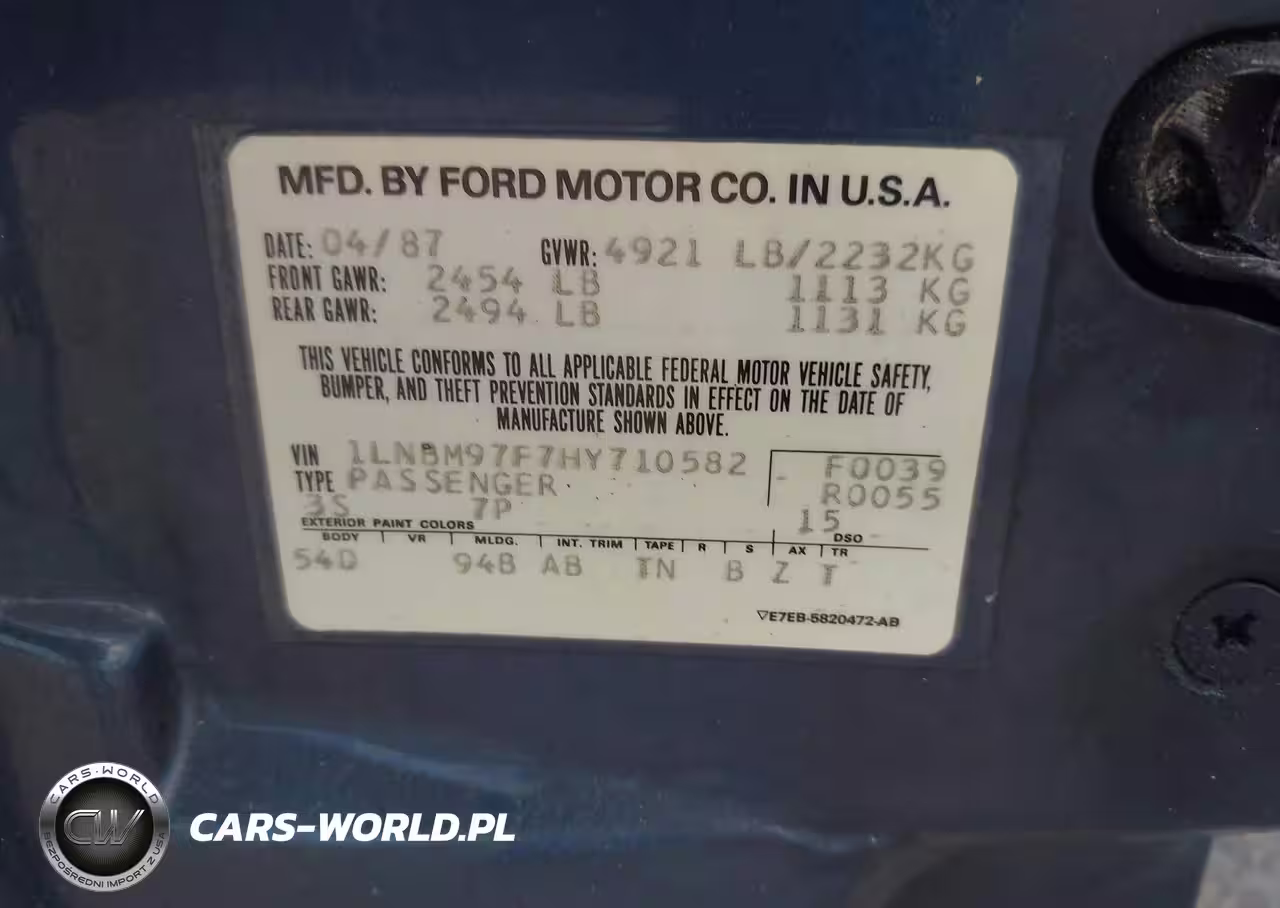 MFD. BY FORD MOTOR CO. IN U.S.A.
DATE: 04/87 GVWR: 4921 LB/2232KG
FRONT GAWR: 2454 LB 1113 KG
REAR GAWR: 2494 LB 1131 KG
THIS VEHICLE CONFORMS TO ALL APPLICABLE FEDERAL MOTOR VEHICLE SAFETY,
BUMPER, AND THEFT PREVENTION STANDARDS IN EFFECT ON THE DATE OF
MANUFACTURE SHOWN ABOVE.
VIN 1LNBM97F7HY710582 F0039
TYPE PASSENGER R0055
3S 7P 15
EXTERIOR PAINT COLORS DSO
BODY VR MLDG. INT. TRIM TAPE R S AX TR
54D 94B AB TN B Z T
E7EB-5820472-AB
CARS-WORLD
CW
BEZPOŚREDNI IMPORT Z USA
CARS-WORLD.PL